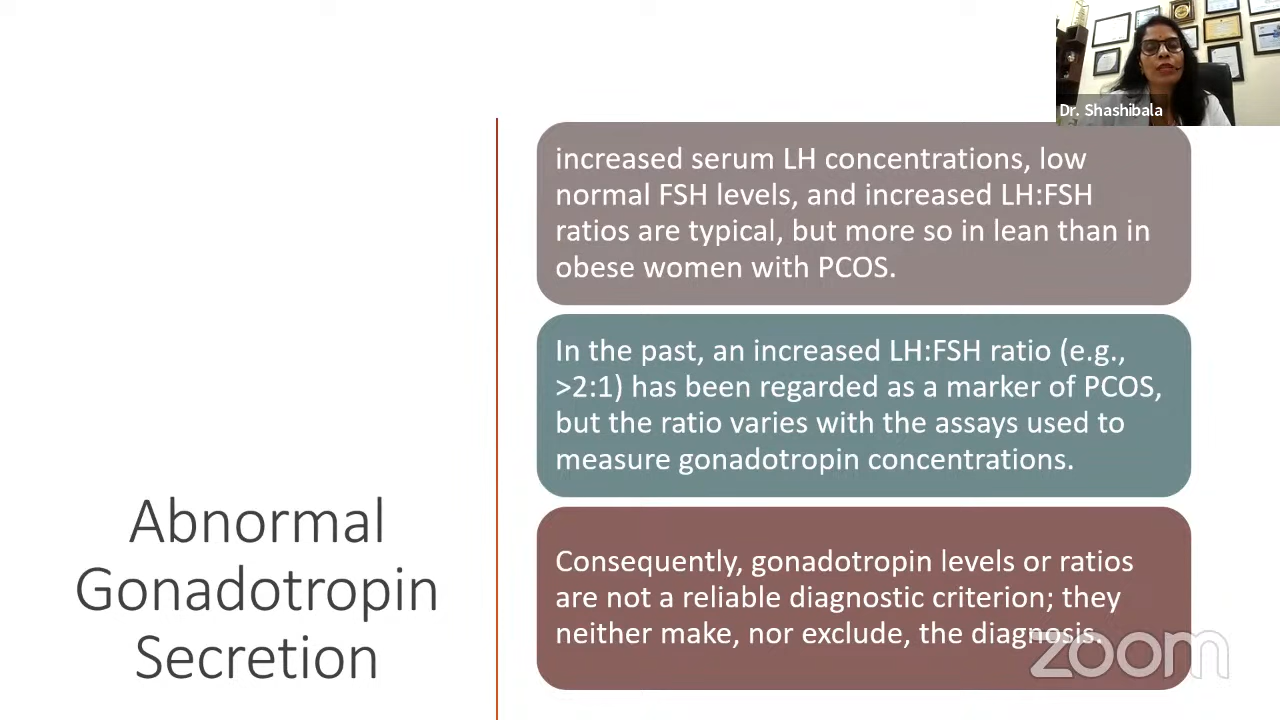 Dr. Shashibala
increased serum LH concentrations, low
normal FSH levels, and increased LH:FSH
ratios are typical, but more so in lean than in
obese women with PCOS.
In the past, an increased LH:FSH ratio (e.g.,
>2:1) has been regarded as a marker of PCOS,
but the ratio varies with the assays used to
measure gonadotropin concentrations.
Abnormal
Gonadotropin
Secretion
Consequently, gonadotropin levels or ratios
are not a reliable diagnostic criterion; they
neither make, nor exclude, the diagnosis.
zoom